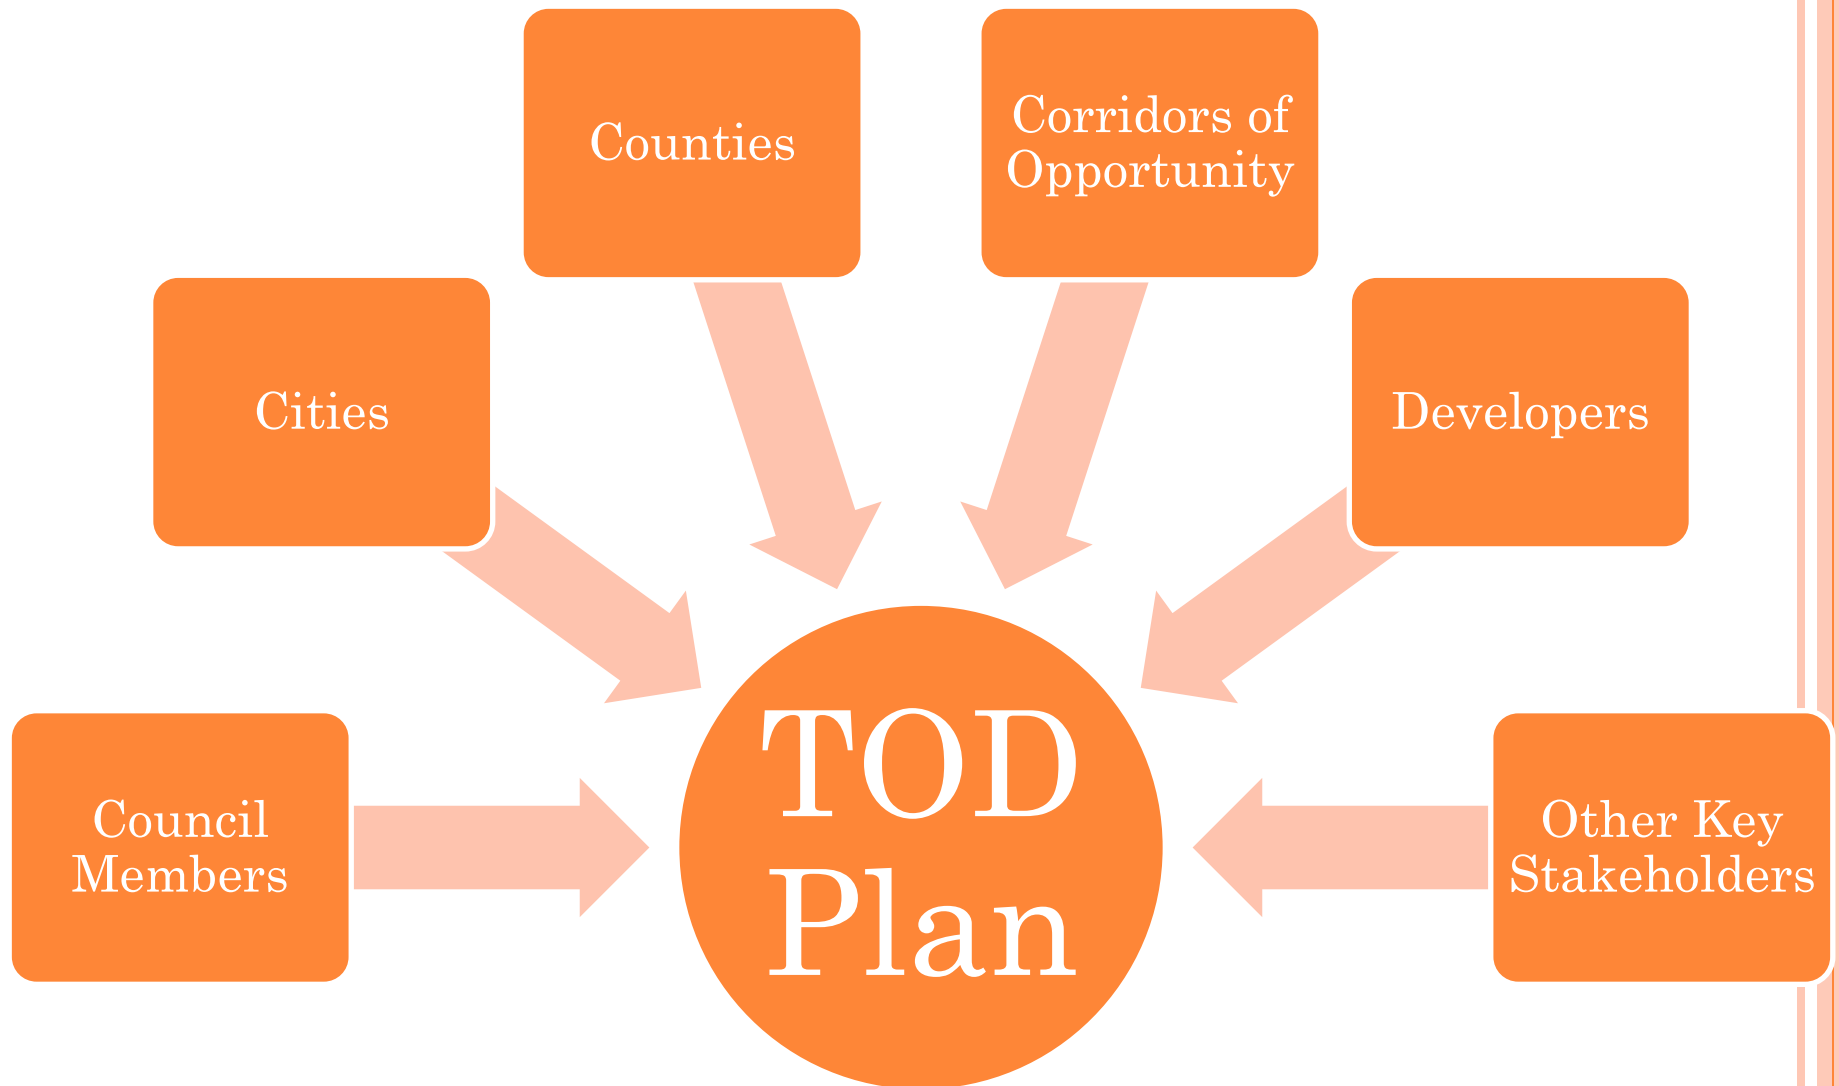 Counties
Corridors of
Opportunity
Cities
Developers
Council
Members
TOD
Plan
Other Key
Stakeholders